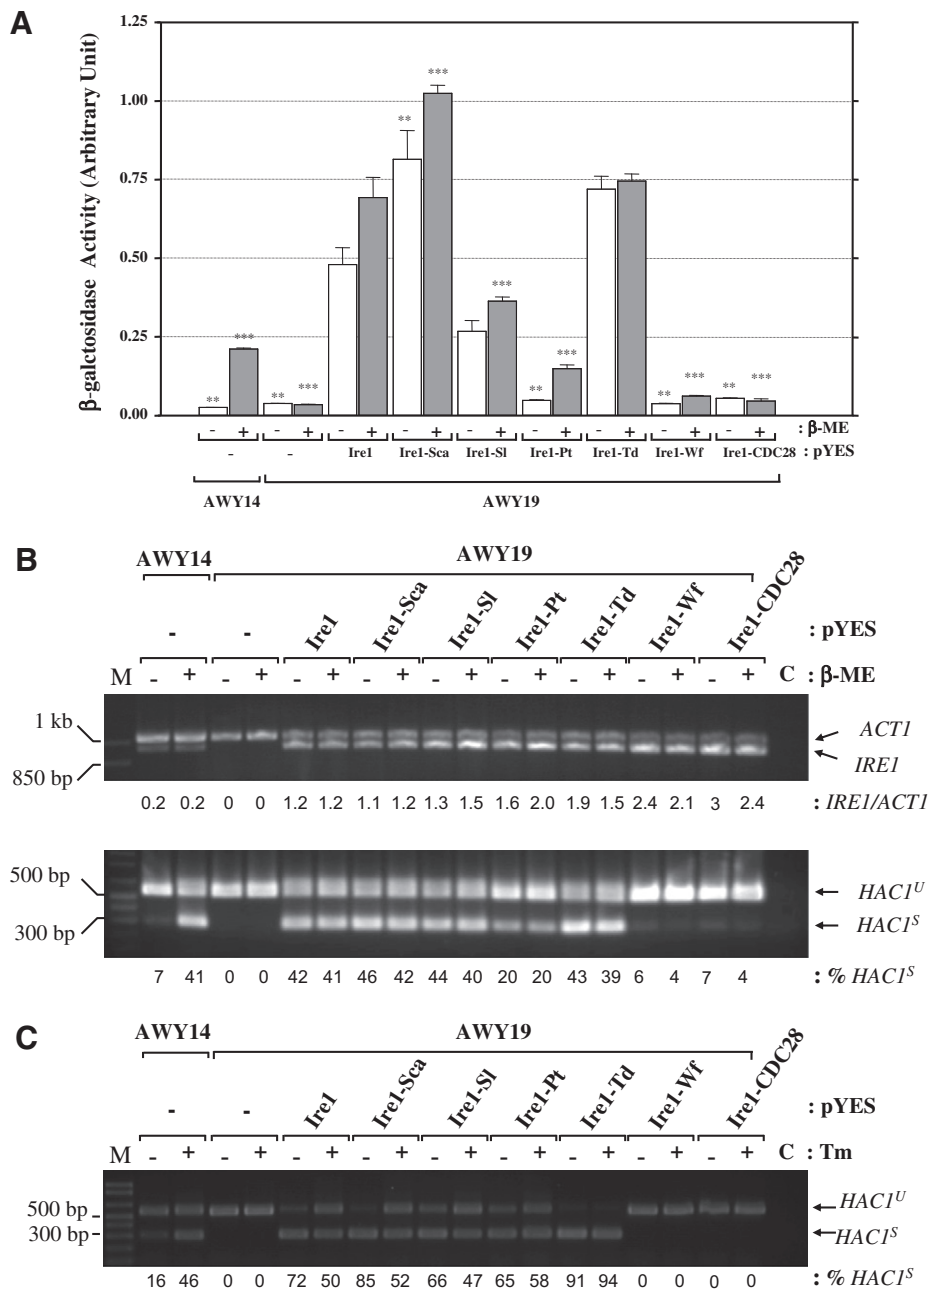 A
β-galctosidase Activity (Arbitrary Unit)
1.25
1.00
0.75
0.50
0.25
0.00
** *** ** *** ** *** *** ** *** ** *** ** ***
- + - + - + - + - + - + - + - + - + : β-ME
- - Ire1 Ire1-Sca Ire1-Sl Ire1-Pt Ire1-Td Ire1-Wf Ire1-CDC28 : pYES
AWY14 AWY19
B
AWY14 AWY19
- - Ire1 Ire1-Sca Ire1-Sl Ire1-Pt Ire1-Td Ire1-Wf Ire1-CDC28 : pYES
M - + - + - + - + - + - + - + - + - + C : β-ME
1 kb
850 bp
ACT1
IRE1
0.2 0.2 0 0 1.2 1.2 1.1 1.2 1.3 1.5 1.6 2.0 1.9 1.5 2.4 2.1 3 2.4 : IRE1/ACT1
500 bp
300 bp
HAC1U
HAC1S
7 41 0 0 42 41 46 42 44 40 20 20 43 39 6 4 7 4 : % HAC1S
C
AWY14 AWY19
- - Ire1 Ire1-Sca Ire1-Sl Ire1-Pt Ire1-Td Ire1-Wf Ire1-CDC28 : pYES
M - + - + - + - + - + - + - + - + - + C : Tm
500 bp
300 bp
HAC1U
HAC1S
16 46 0 0 72 50 85 52 66 47 65 58 91 94 0 0 0 0 : % HAC1S